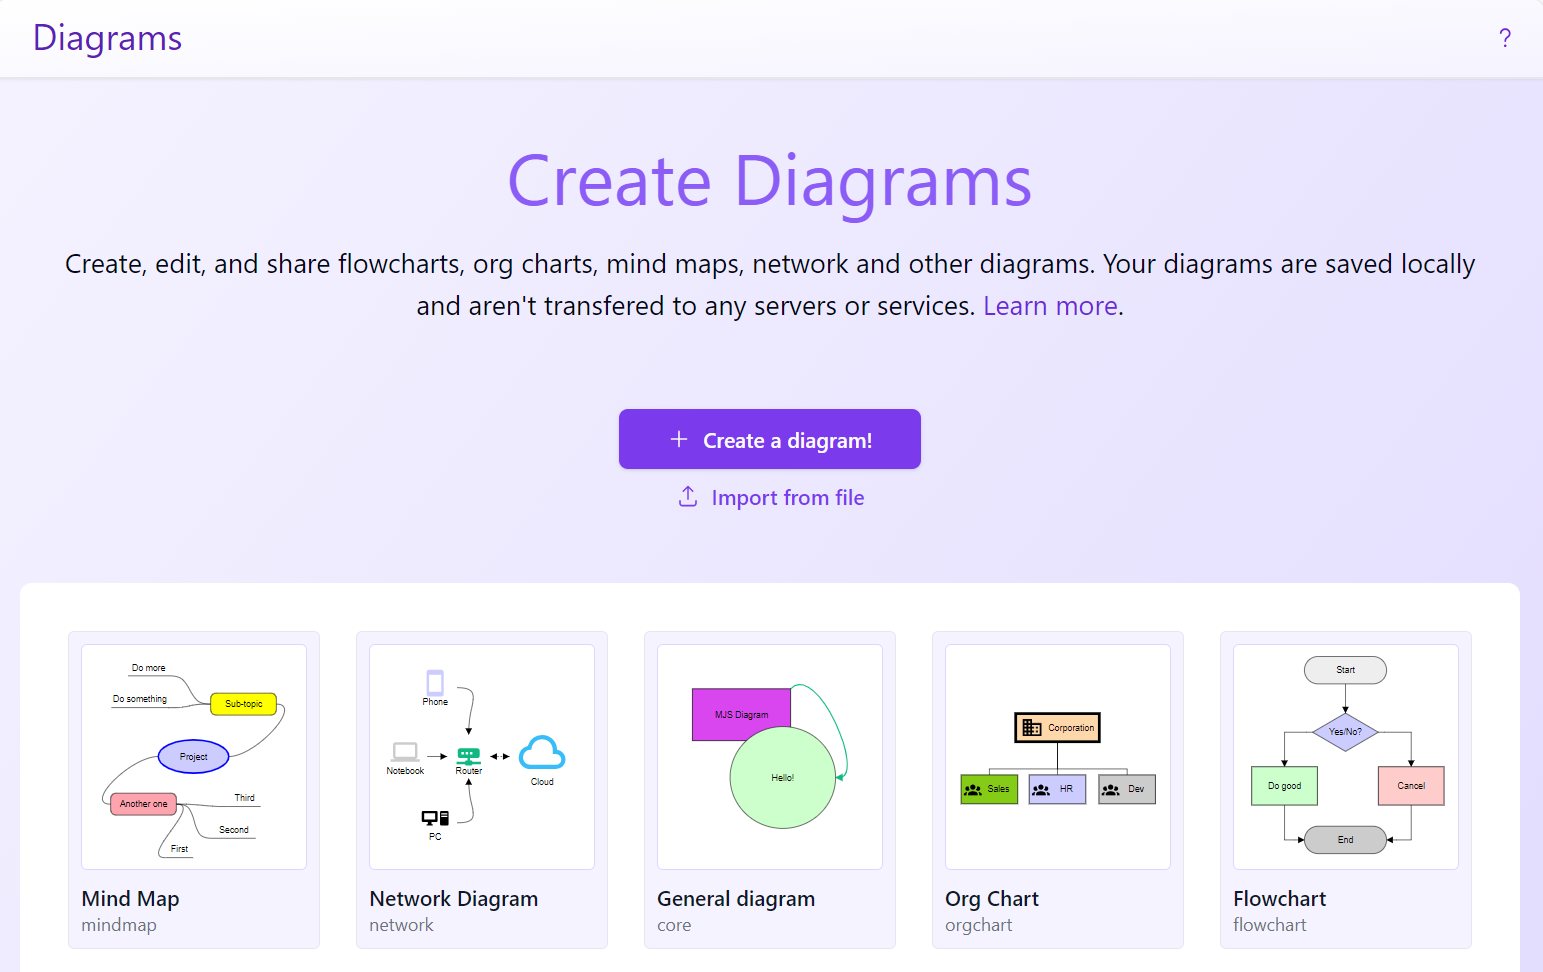 Diagrams
?
Create Diagrams
Create, edit, and share flowcharts, org charts, mind maps, network and other diagrams. Your diagrams are saved locally
and aren't transfered to any servers or services. Learn more.
Create a diagram!
Import from file
Do more
Do something
Sub-topic
Project
Another one
Third
Second
First
Mind Map
mindmap
Phone
Notebook
Router
Cloud
PC
Network Diagram
network
MJS Diagram
Hello!
General diagram
core
Corporation
Sales
HR
Dev
Org Chart
orgchart
Start
Yes/No?
Do good
Cancel
End
Flowchart
flowchart